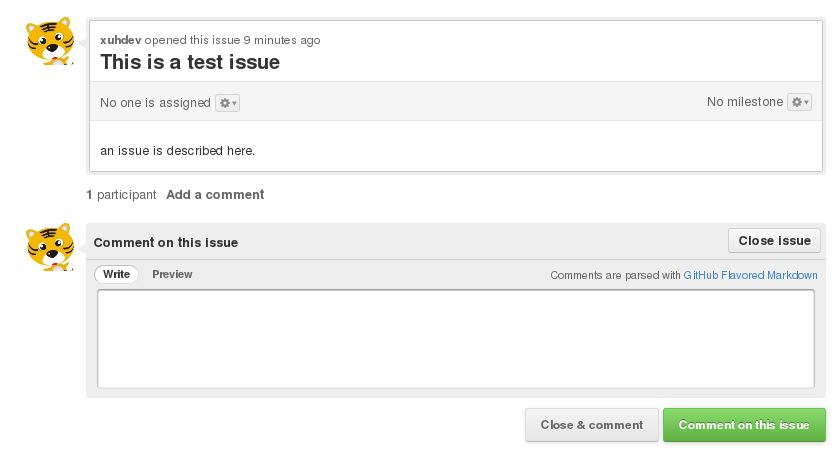 xuhdev opened this issue 9 minutes ago
This is a test issue
No one is assigned No milestone
an issue is described here.
1 participant Add a comment
Comment on this issue Close issue
Write Preview Comments are parsed with GitHub Flavored Markdown
Close & comment Comment on this issue